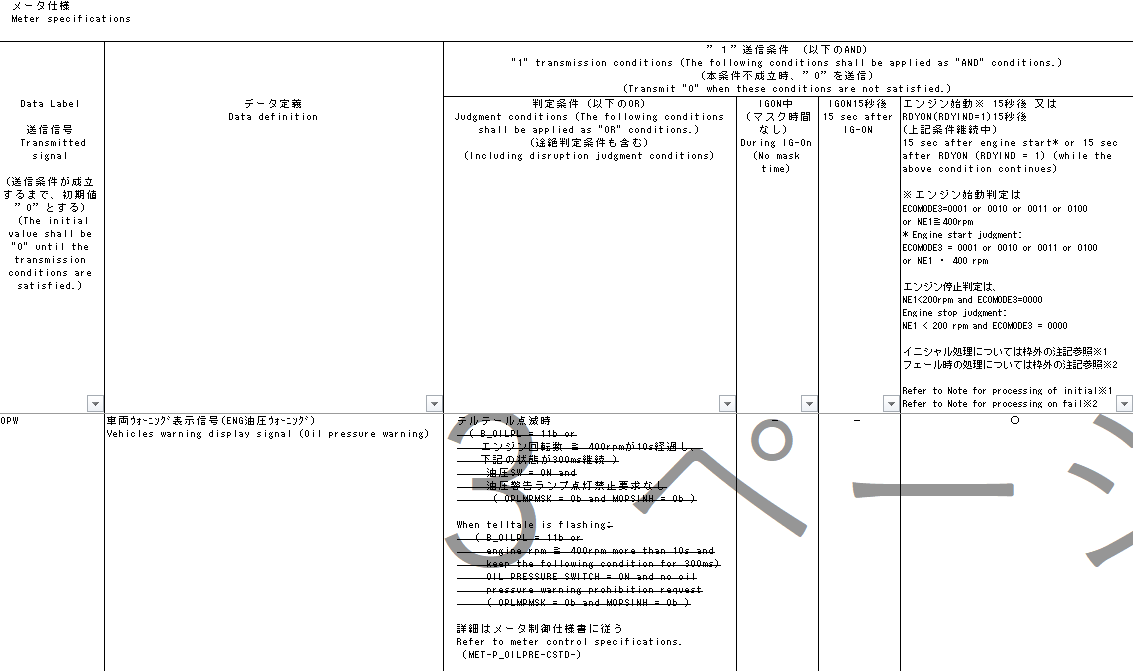 メータ仕様
Meter specifications
Data Label
送信信号
Transmitted
signal
(送信条件が成立
するまで、初期値
”0”とする)
(The initial
value shall be
"0" until the
transmission
conditions are
satisfied.)
データ定義
Data definition
”1”送信条件 (以下のAND)
"1" transmission conditions (The following conditions shall be applied as "AND" conditions.)
(本条件不成立時、”0”を送信)
(Transmit "0" when these conditions are not satisfied.)
判定条件 (以下のOR)
Judgment conditions (The following conditions
shall be applied as "OR" conditions.)
(途絶判定条件も含む)
(Including disruption judgment conditions)
IGON中
(マスク時間
なし)
During IG-On
(No mask
time)
IGON15秒後
15 sec after
IG-ON
エンジン始動※ 15秒後 又は
RDYON(RDYIND=1)15秒後
(上記条件継続中)
15 sec after engine start* or 15 sec
after RDYON (RDYIND = 1) (while the
above condition continues)
※エンジン始動判定は
ECOMODE3=0001 or 0010 or 0011 or 0100
or NE1≧400rpm
* Engine start judgment:
ECOMODE3 = 0001 or 0010 or 0011 or 0100
or NE1 ・ 400 rpm
エンジン停止判定は、
NE1<200rpm and ECOMODE3=0000
Engine stop judgment:
NE1 < 200 rpm and ECOMODE3 = 0000
イニシャル処理については枠外の注記参照※1
フェール時の処理については枠外の注記参照※2
Refer to Note for processing of initial※1
Refer to Note for processing on fail※2
OPW
車両ｳｫｰﾆﾝｸﾞ表示信号(ENG油圧ｳｫｰﾆﾝｸﾞ)
Vehicles warning display signal (Oil pressure warning)
テルテール点滅時
( B_OILPL = 11b or
エンジン回転数 ≧ 400rpmが10s経過し、
下記の状態が300ms継続 )
油圧SW = ON and
油圧警告ランプ点灯禁止要求なし
( OPLMPMSK = 0b and MOPSINH = 0b )
When telltale is flashing:
( B_OILPL = 11b or
engine rpm ≧ 400rpm more than 10s and
keep the following condition for 300ms)
OIL PRESSURE SWITCH = ON and no oil
pressure warning prohibition request
( OPLMPMSK = 0b and MOPSINH = 0b )
詳細はメータ制御仕様書に従う
Refer to meter control specifications.
(MET-P_OILPRE-CSTD-)
－
－
○
3 ページ